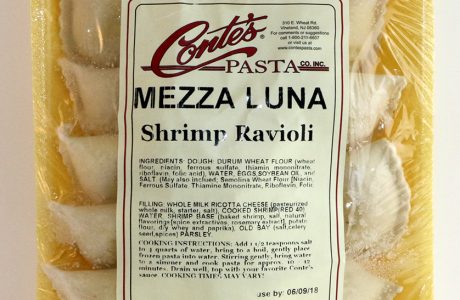 Conte's
PASTA CO. INC.
310 E. Wheat Rd.
Vineland, NJ 08360
For comments or suggestions
call 1-800-211-6607
or visit us at
www.contespasta.com
MEZZA LUNA
Shrimp Ravioli
INGREDIENTS: DOUGH: DURUM WHEAT FLOUR (wheat
flour, niacin, ferrous sulfate, thiamin mononitrate,
riboflavin, folic acid), WATER, EGGS,SOYBEAN OIL, and
SALT. (May also include: Semolina Wheat Flour [Niacin,
Ferrous Sulfate, Thiamine Mononitrate, Riboflavin, Folic
FILLING: WHOLE MILK RICOTTA CHEESE (pasteurized
whole milk, starter, salt), COOKED SHRIMP(RED 40)
WATER, SHRIMP BASE (baked shrimp, salt, natural
flavorings[spice extractives, rosemary extract], potato
flour, dry whey and paprika), OLD BAY (salt,celery
seed,spices) PARSLEY.
COOKING INSTRUCTIONS: Add 1 1/2 teaspoons salt
to 4 quarts of water, bring to a boil, gently place
frozen pasta into water. Stirring gently, bring water
to a simmer and cook pasta for approx. 10 - 12
minutes. Drain well, top with your favorite Conte's
sauce. COOKING TIMES MAY VARY!
use by: 06/09/18